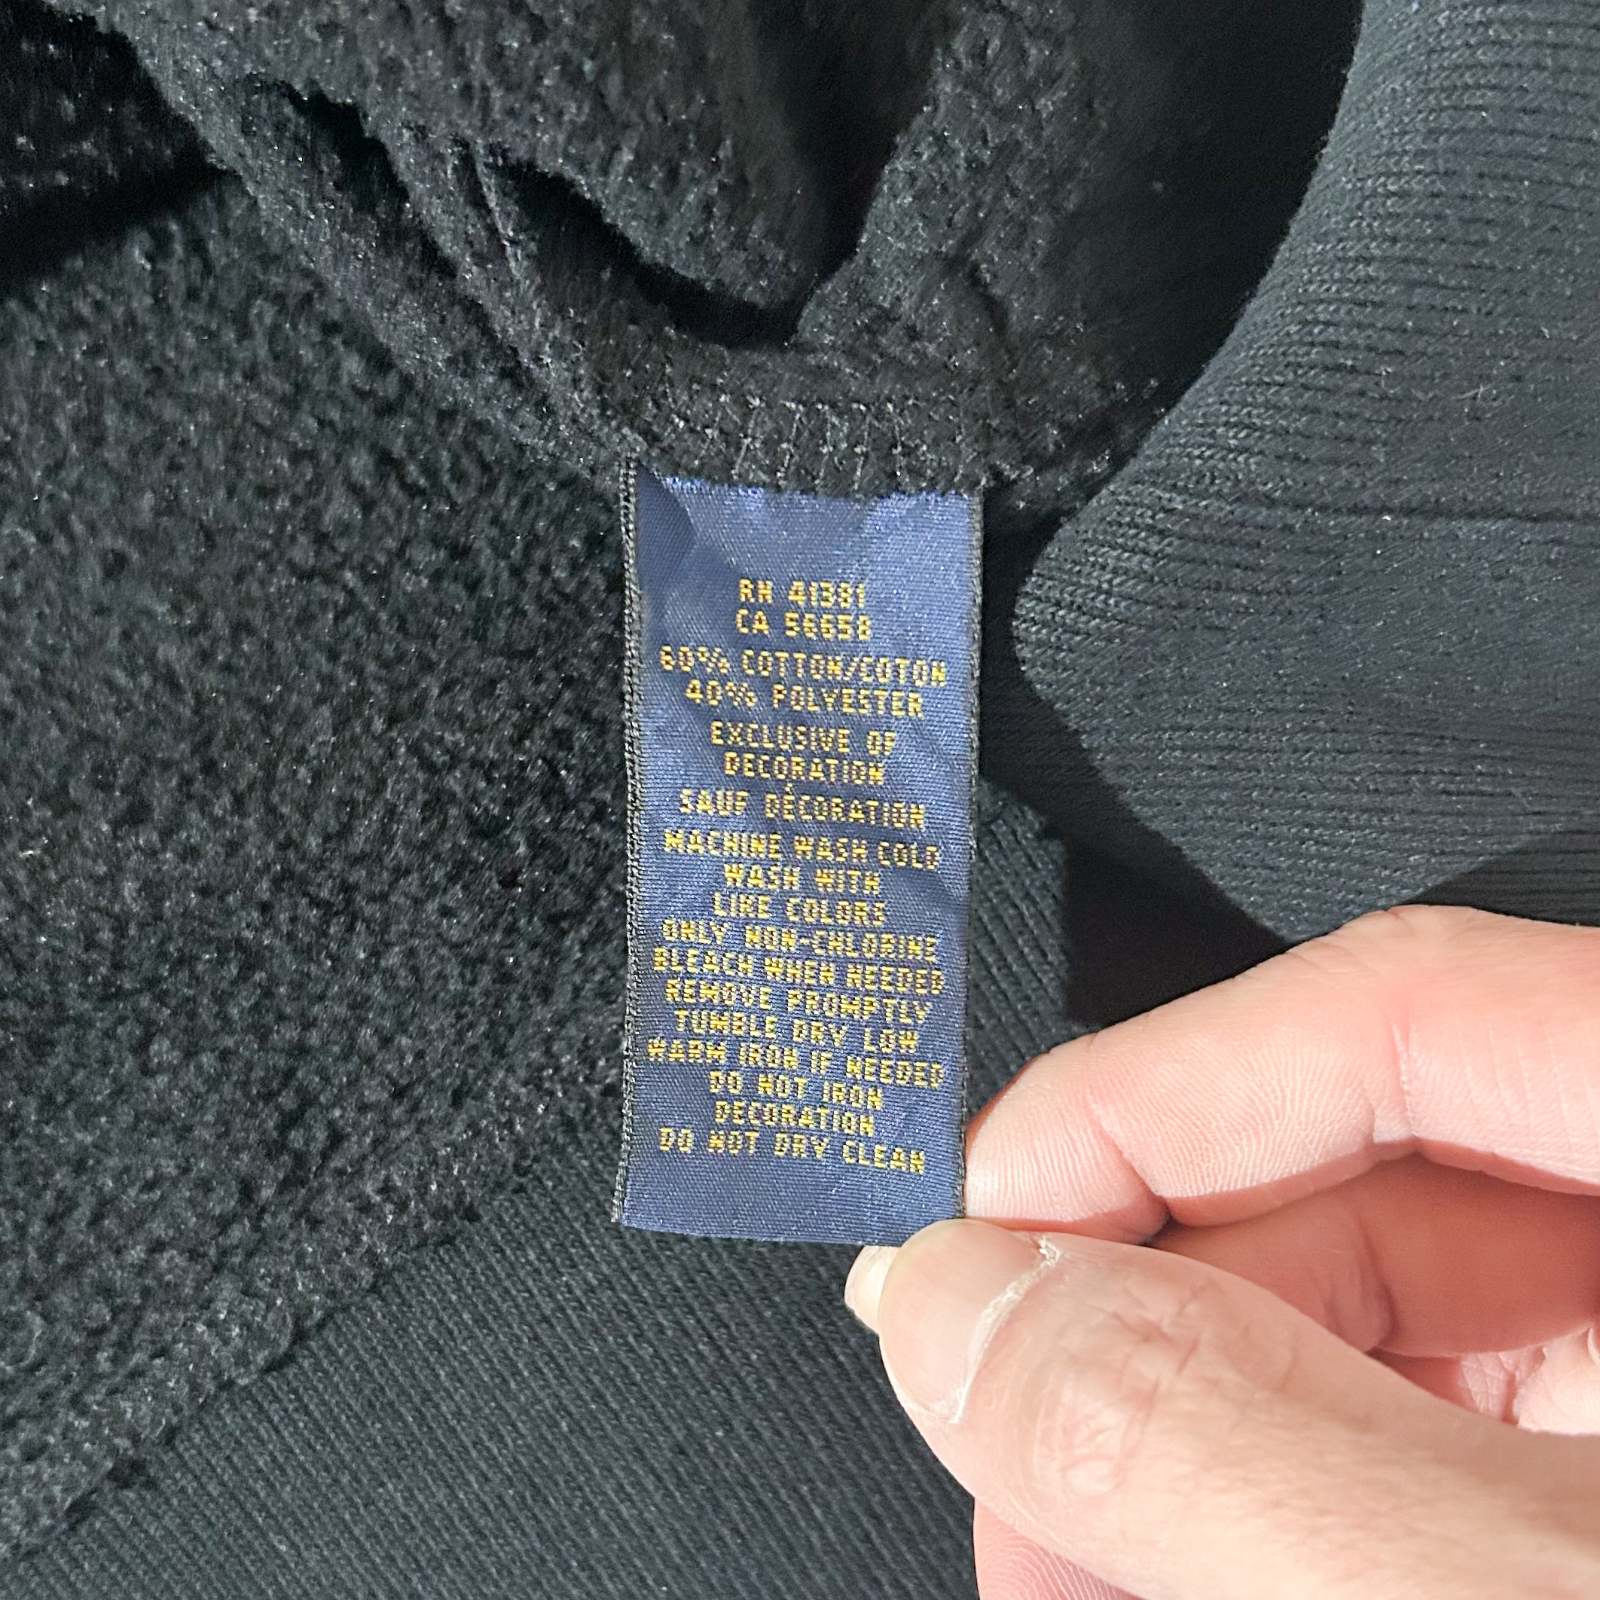 RN 41381
CA 56658
60% COTTON/COTON
40% POLYESTER
EXCLUSIVE OF
DECORATION
SAUF DÉCORATION
MACHINE WASH COLD
WASH WITH
LIKE COLORS
ONLY NON-CHLORINE
BLEACH WHEN NEEDED
REMOVE PROMPTLY
TUMBLE DRY LOW
WARM IRON IF NEEDED
DO NOT IRON
DECORATION
DO NOT DRY CLEAN